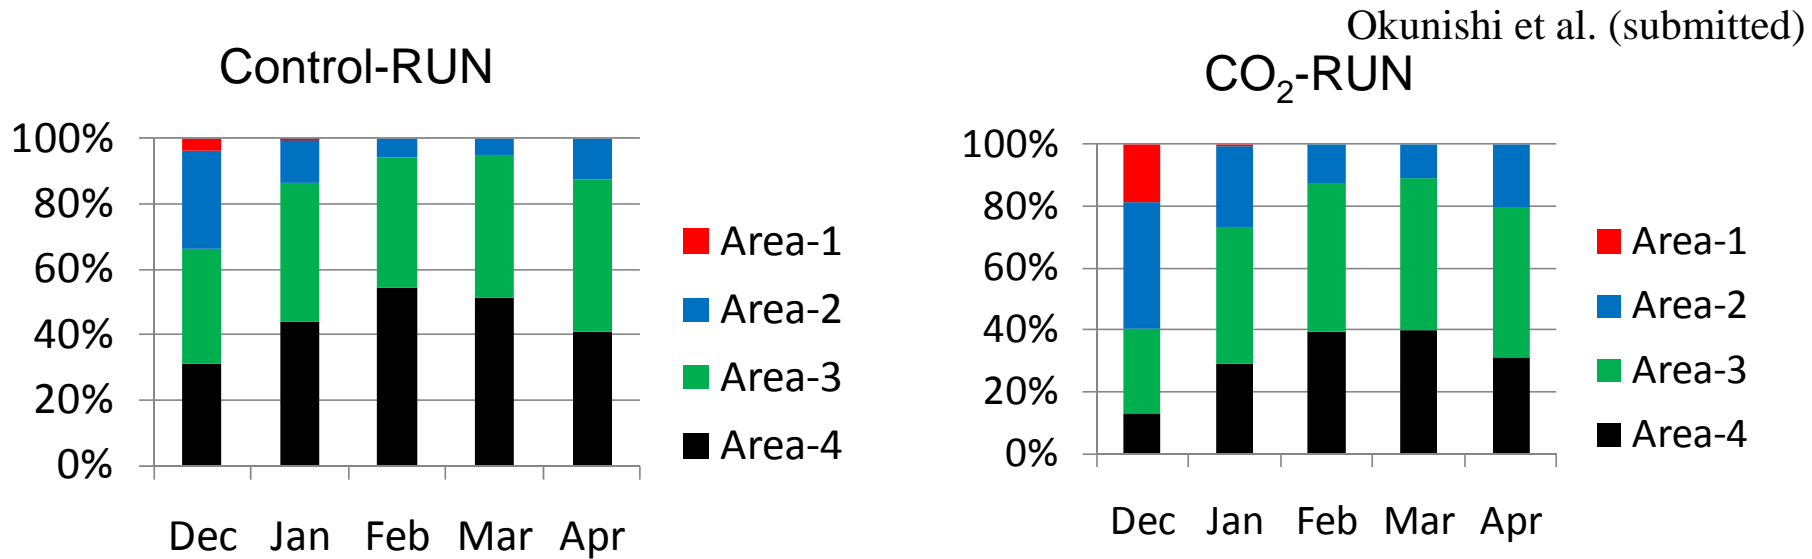 Okunishi et al. (submitted)
Control-RUN
100%
80%
60%
40%
20%
0%
Dec Jan Feb Mar Apr
Area-1
Area-2
Area-3
Area-4
CO₂-RUN
100%
80%
60%
40%
20%
0%
Dec Jan Feb Mar Apr
Area-1
Area-2
Area-3
Area-4